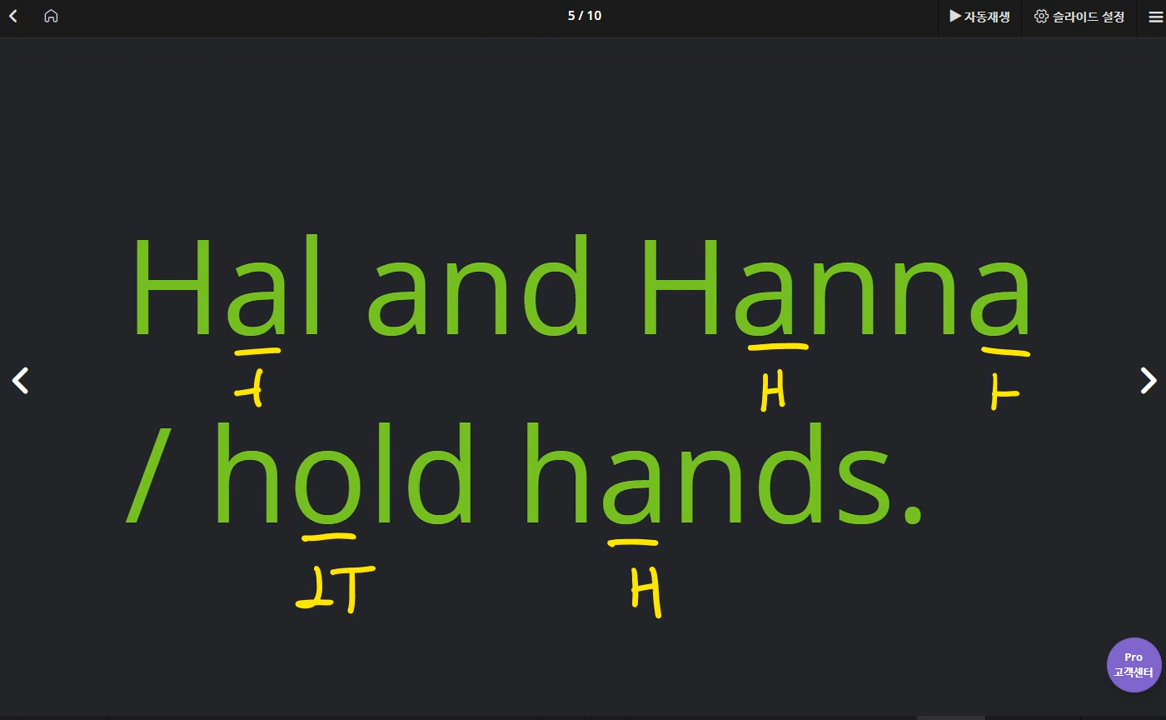 5 / 10
자동재생
슬라이드 설정
Hal and Hanna
ㅓ ㅐ ㅏ
/ hold hands.
ㅗㅜ ㅐ
Pro
고객센터